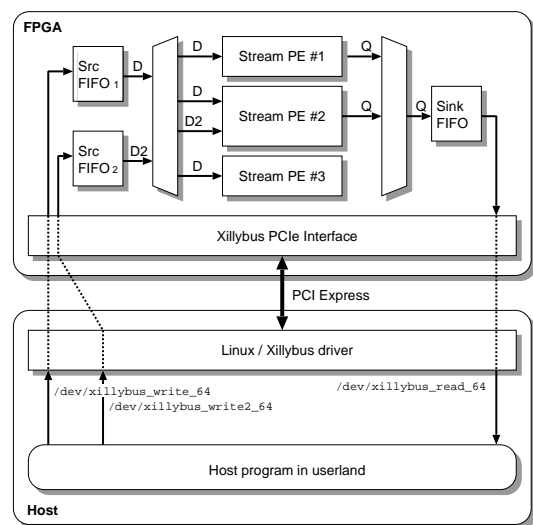 FPGA
Src
FIFO 1
D
D
Stream PE #1
Q
D
D2
Stream PE #2
Q
Q
Sink
FIFO
Src
FIFO 2
D2
D
Stream PE #3
Xillybus PCIe Interface
PCI Express
Linux / Xillybus driver
/dev/xillybus_write_64
/dev/xillybus_read_64
/dev/xillybus_write2_64
Host program in userland
Host